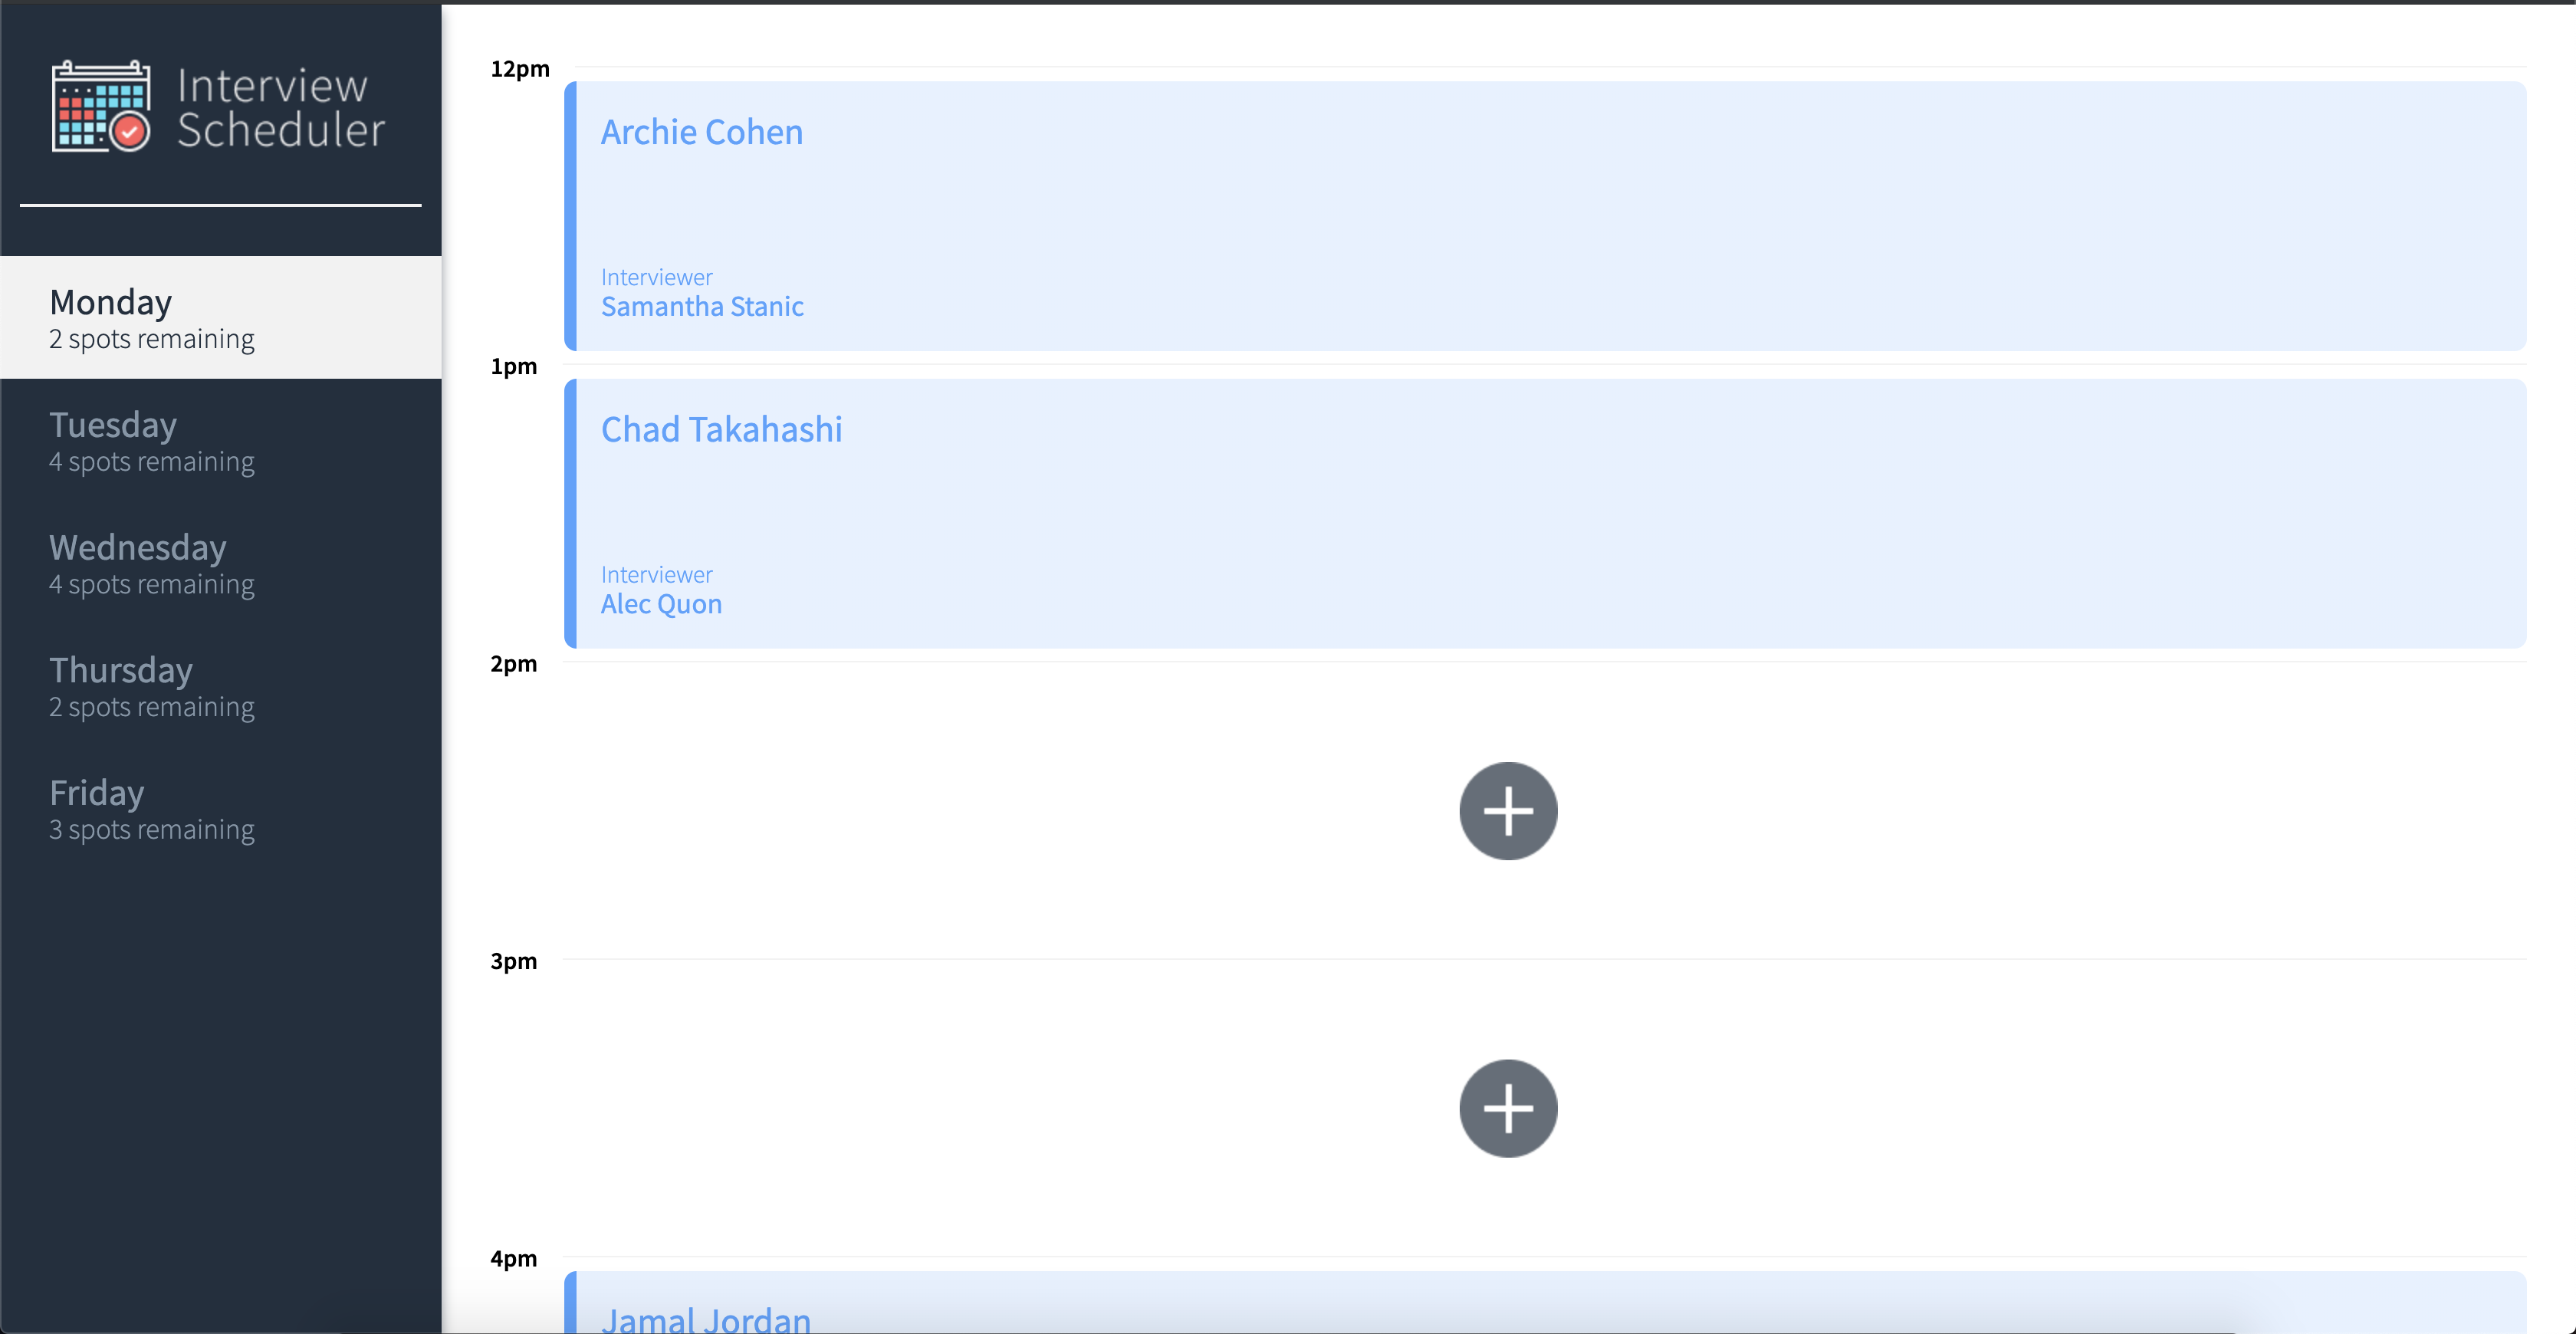 Interview
Scheduler
Monday
2 spots remaining
Tuesday
4 spots remaining
Wednesday
4 spots remaining
Thursday
2 spots remaining
Friday
3 spots remaining
12pm
Archie Cohen
Interviewer
Samantha Stanic
1pm
Chad Takahashi
Interviewer
Alec Quon
2pm
3pm
4pm
Jamal Jordan